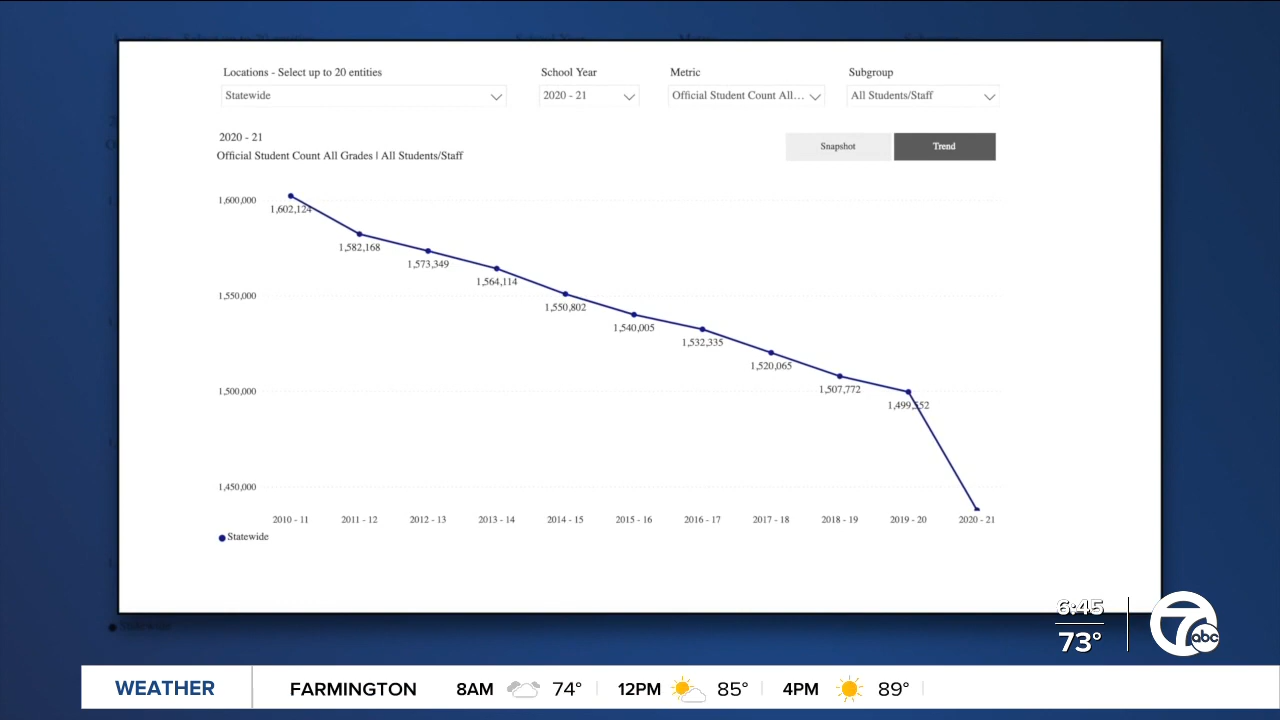 Locations - Select up to 20 entities
School Year
Metric
Subgroup
Statewide
2020 - 21
Official Student Count All...
All Students/Staff
2020 - 21
Official Student Count All Grades | All Students/Staff
Snapshot
Trend
1,600,000
1,550,000
1,500,000
1,450,000
1,602,124
1,582,168
1,573,349
1,564,114
1,550,802
1,540,005
1,532,335
1,520,065
1,507,772
1,499,552
2010 - 11
2011 - 12
2012 - 13
2013 - 14
2014 - 15
2015 - 16
2016 - 17
2017 - 18
2018 - 19
2019 - 20
2020 - 21
Statewide
6:45
73°
7 abc
WEATHER
FARMINGTON
8AM
74°
12PM
85°
4PM
89°